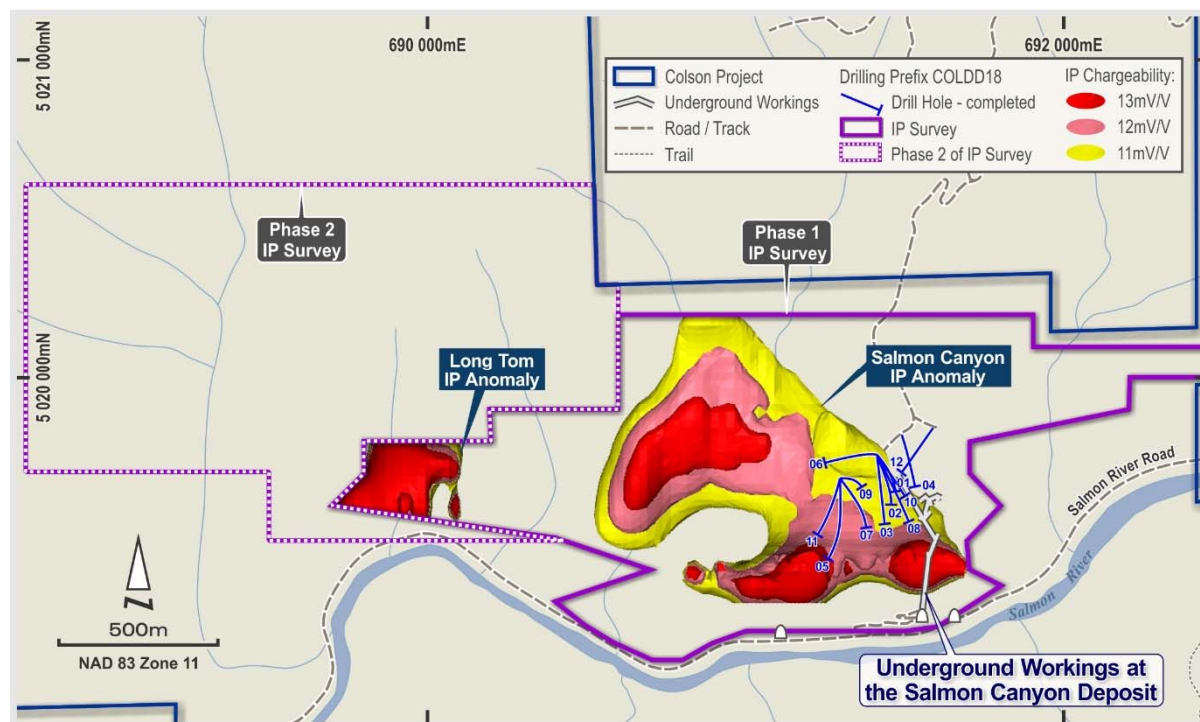 690 000mE
692 000mE
5 021 000mN
5 020 000mN
Colson Project
Underground Workings
Road / Track
Trail
Drilling Prefix COLDD18
Drill Hole - completed
IP Survey
Phase 2 of IP Survey
IP Chargeability:
13mV/V
12mV/V
11mV/V
Phase 2
IP Survey
Phase 1
IP Survey
Long Tom
IP Anomaly
Salmon Canyon
IP Anomaly
06
12
01
04
09
10
02
11
07
03
08
05
Salmon River Road
Salmon River
N
500m
NAD 83 Zone 11
Underground Workings at
the Salmon Canyon Deposit